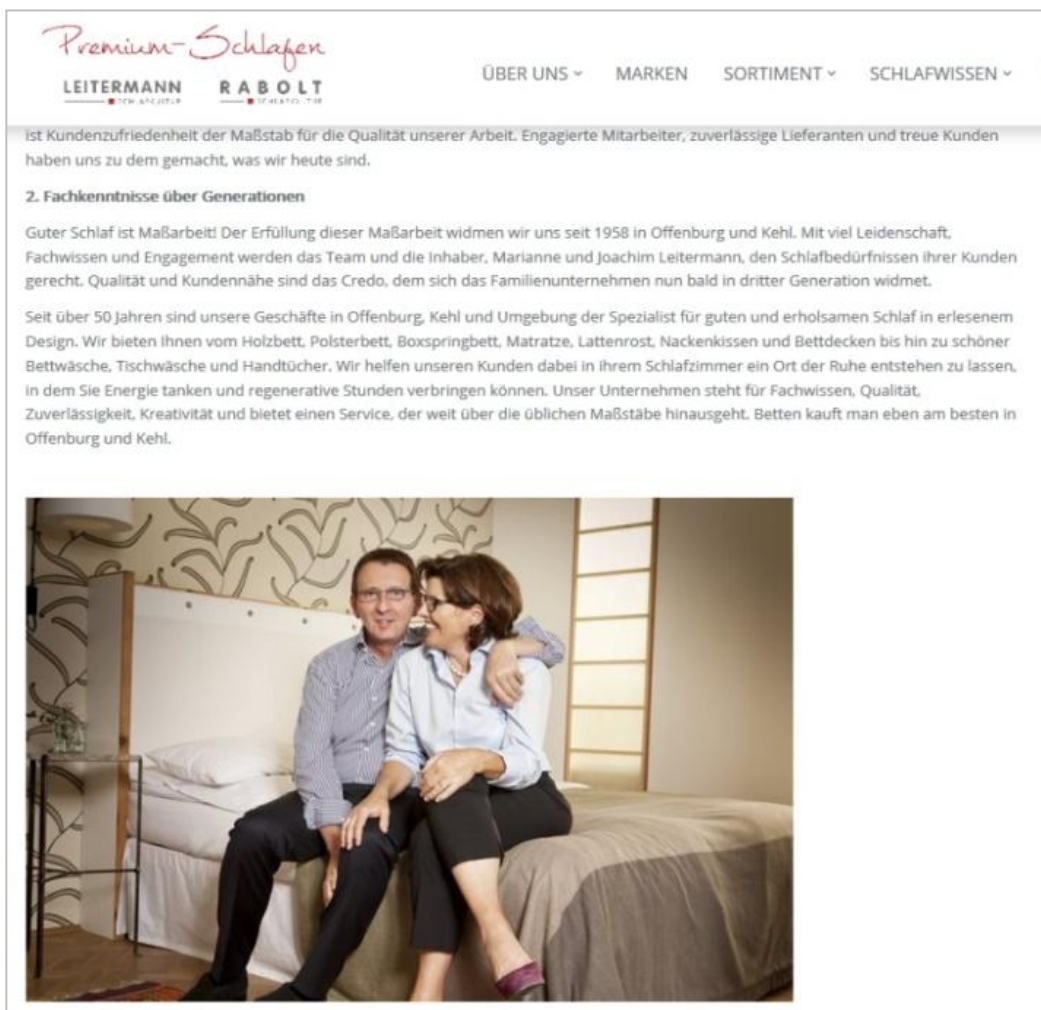 Premium-Schlafen
LEITERMANN RABOLT
ÜBER UNS MARKEN SORTIMENT SCHLAFWISSEN
ist Kundenzufriedenheit der Maßstab für die Qualität unserer Arbeit. Engagierte Mitarbeiter, zuverlässige Lieferanten und treue Kunden
haben uns zu dem gemacht, was wir heute sind.
2. Fachkenntnisse über Generationen
Guter Schlaf ist Maßarbeit! Der Erfüllung dieser Maßarbeit widmen wir uns seit 1958 in Offenburg und Kehl. Mit viel Leidenschaft,
Fachwissen und Engagement werden das Team und die Inhaber, Marianne und Joachim Leitermann, den Schlafbedürfnissen ihrer Kunden
gerecht. Qualität und Kundennähe sind das Credo, dem sich das Familienunternehmen nun bald in dritter Generation widmet.
Seit über 50 Jahren sind unsere Geschäfte in Offenburg, Kehl und Umgebung der Spezialist für guten und erholsamen Schlaf in erlesenem
Design. Wir bieten Ihnen vom Holzbett, Polsterbett, Boxspringbett, Matratze, Lattenrost, Nackenkissen und Bettdecken bis hin zu schöner
Bettwäsche, Tischwäsche und Handtücher. Wir helfen unseren Kunden dabei in ihrem Schlafzimmer ein Ort der Ruhe entstehen zu lassen,
in dem Sie Energie tanken und regenerative Stunden verbringen können. Unser Unternehmen steht für Fachwissen, Qualität,
Zuverlässigkeit, Kreativität und bietet einen Service, der weit über die üblichen Maßstäbe hinausgeht. Betten kauft man eben am besten in
Offenburg und Kehl.